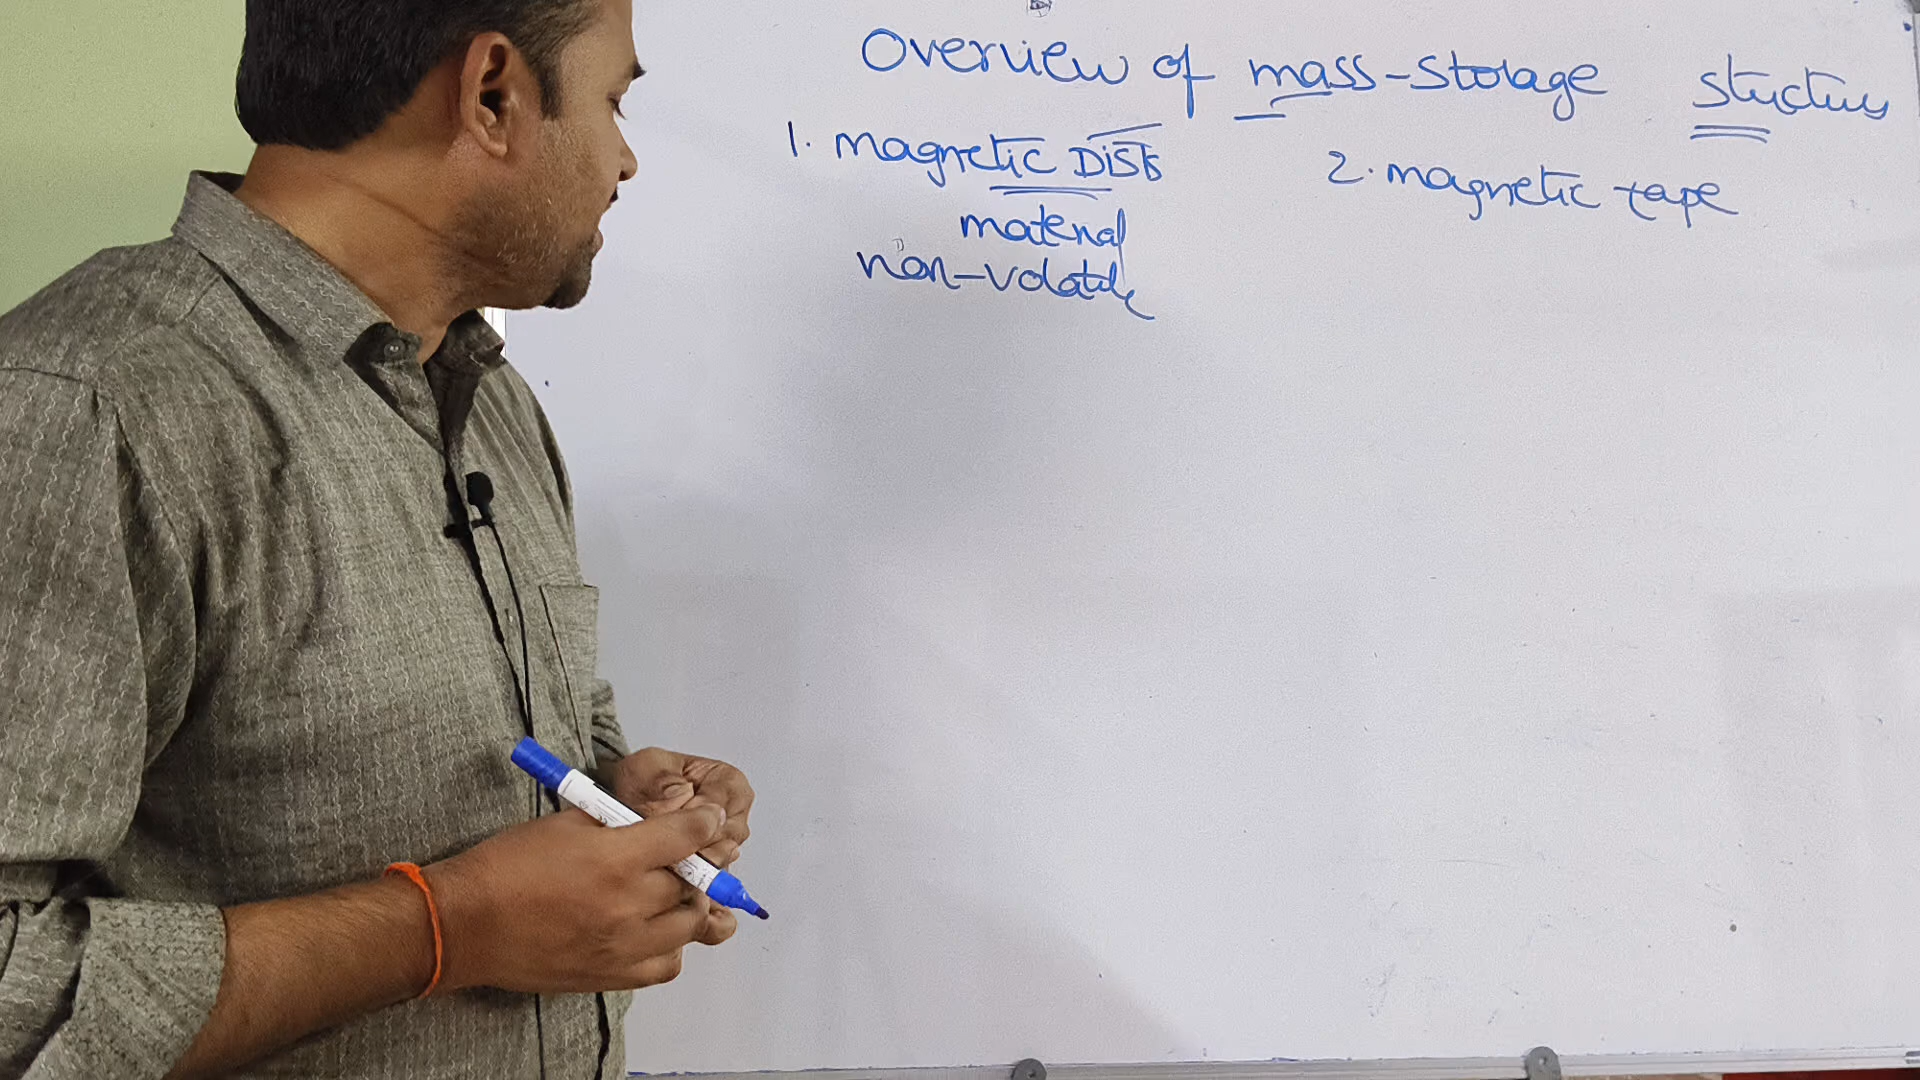 Overview of mass-storage structure
1. magnetic Disks
2. magnetic tape
material
non-volatile